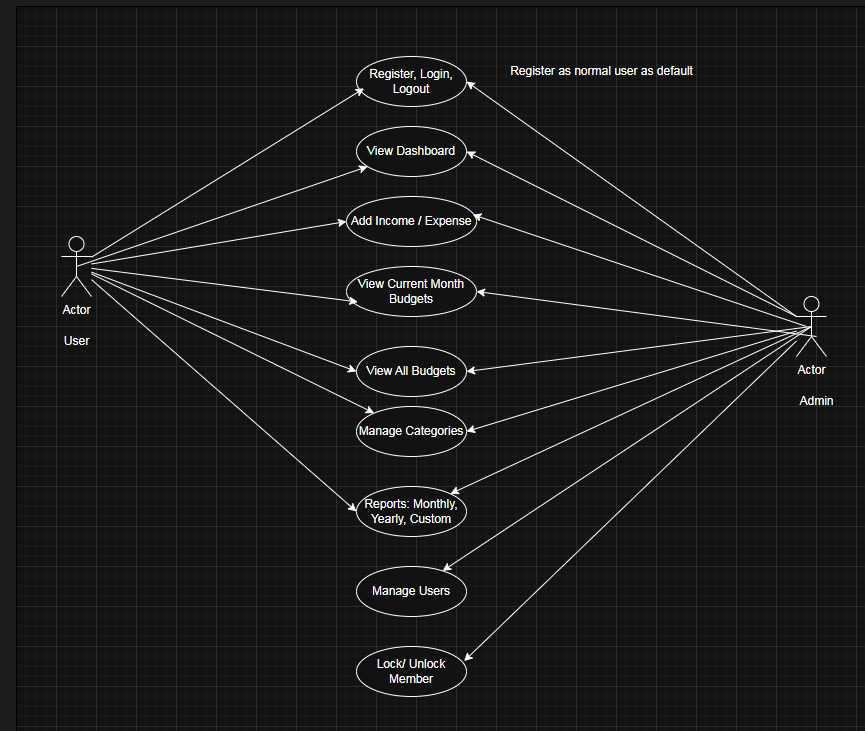 Register, Login,
Logout
Register as normal user as default
View Dashboard
Add Income / Expense
View Current Month
Budgets
Actor
User
View All Budgets
Actor
Admin
Manage Categories
Reports: Monthly,
Yearly, Custom
Manage Users
Lock/ Unlock
Member